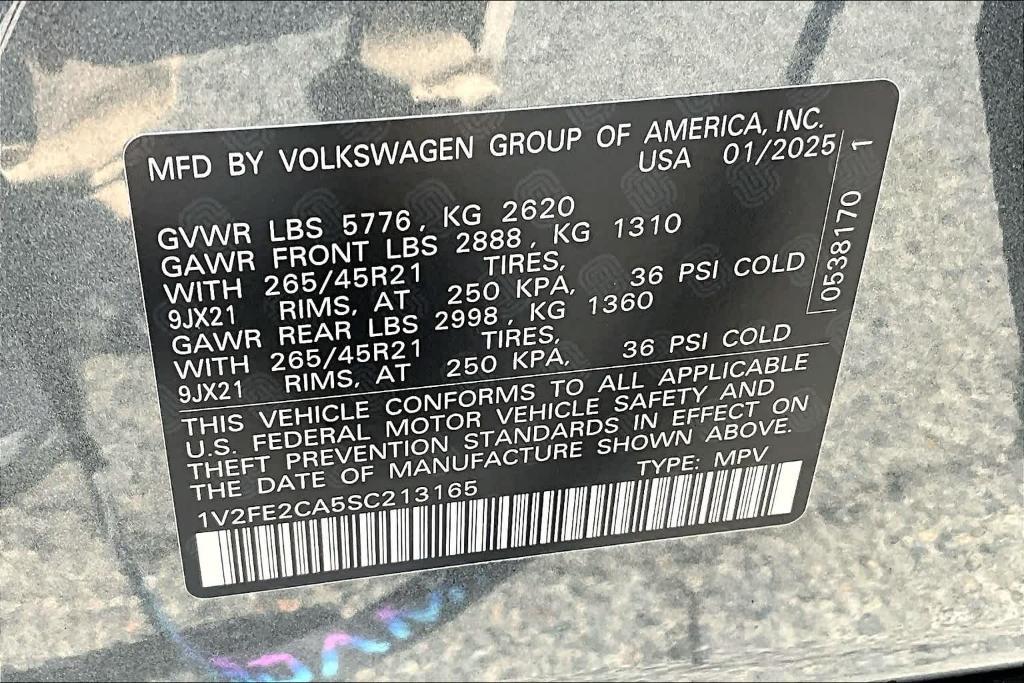 MFD BY VOLKSWAGEN GROUP OF AMERICA, INC.
USA 01/2025
GVWR LBS 5776, KG 2620
GAWR FRONT LBS 2888, KG 1310
WITH 265/45R21 TIRES,
9JX21 RIMS, AT 250 KPA, 36 PSI COLD
GAWR REAR LBS 2998, KG 1360
WITH 265/45R21 TIRES,
9JX21 RIMS, AT 250 KPA, 36 PSI COLD
THIS VEHICLE CONFORMS TO ALL APPLICABLE
U.S. FEDERAL MOTOR VEHICLE SAFETY AND
THEFT PREVENTION STANDARDS IN EFFECT ON
THE DATE OF MANUFACTURE SHOWN ABOVE.
1V2FE2CA5SC213165 TYPE: MPV
0538170 1